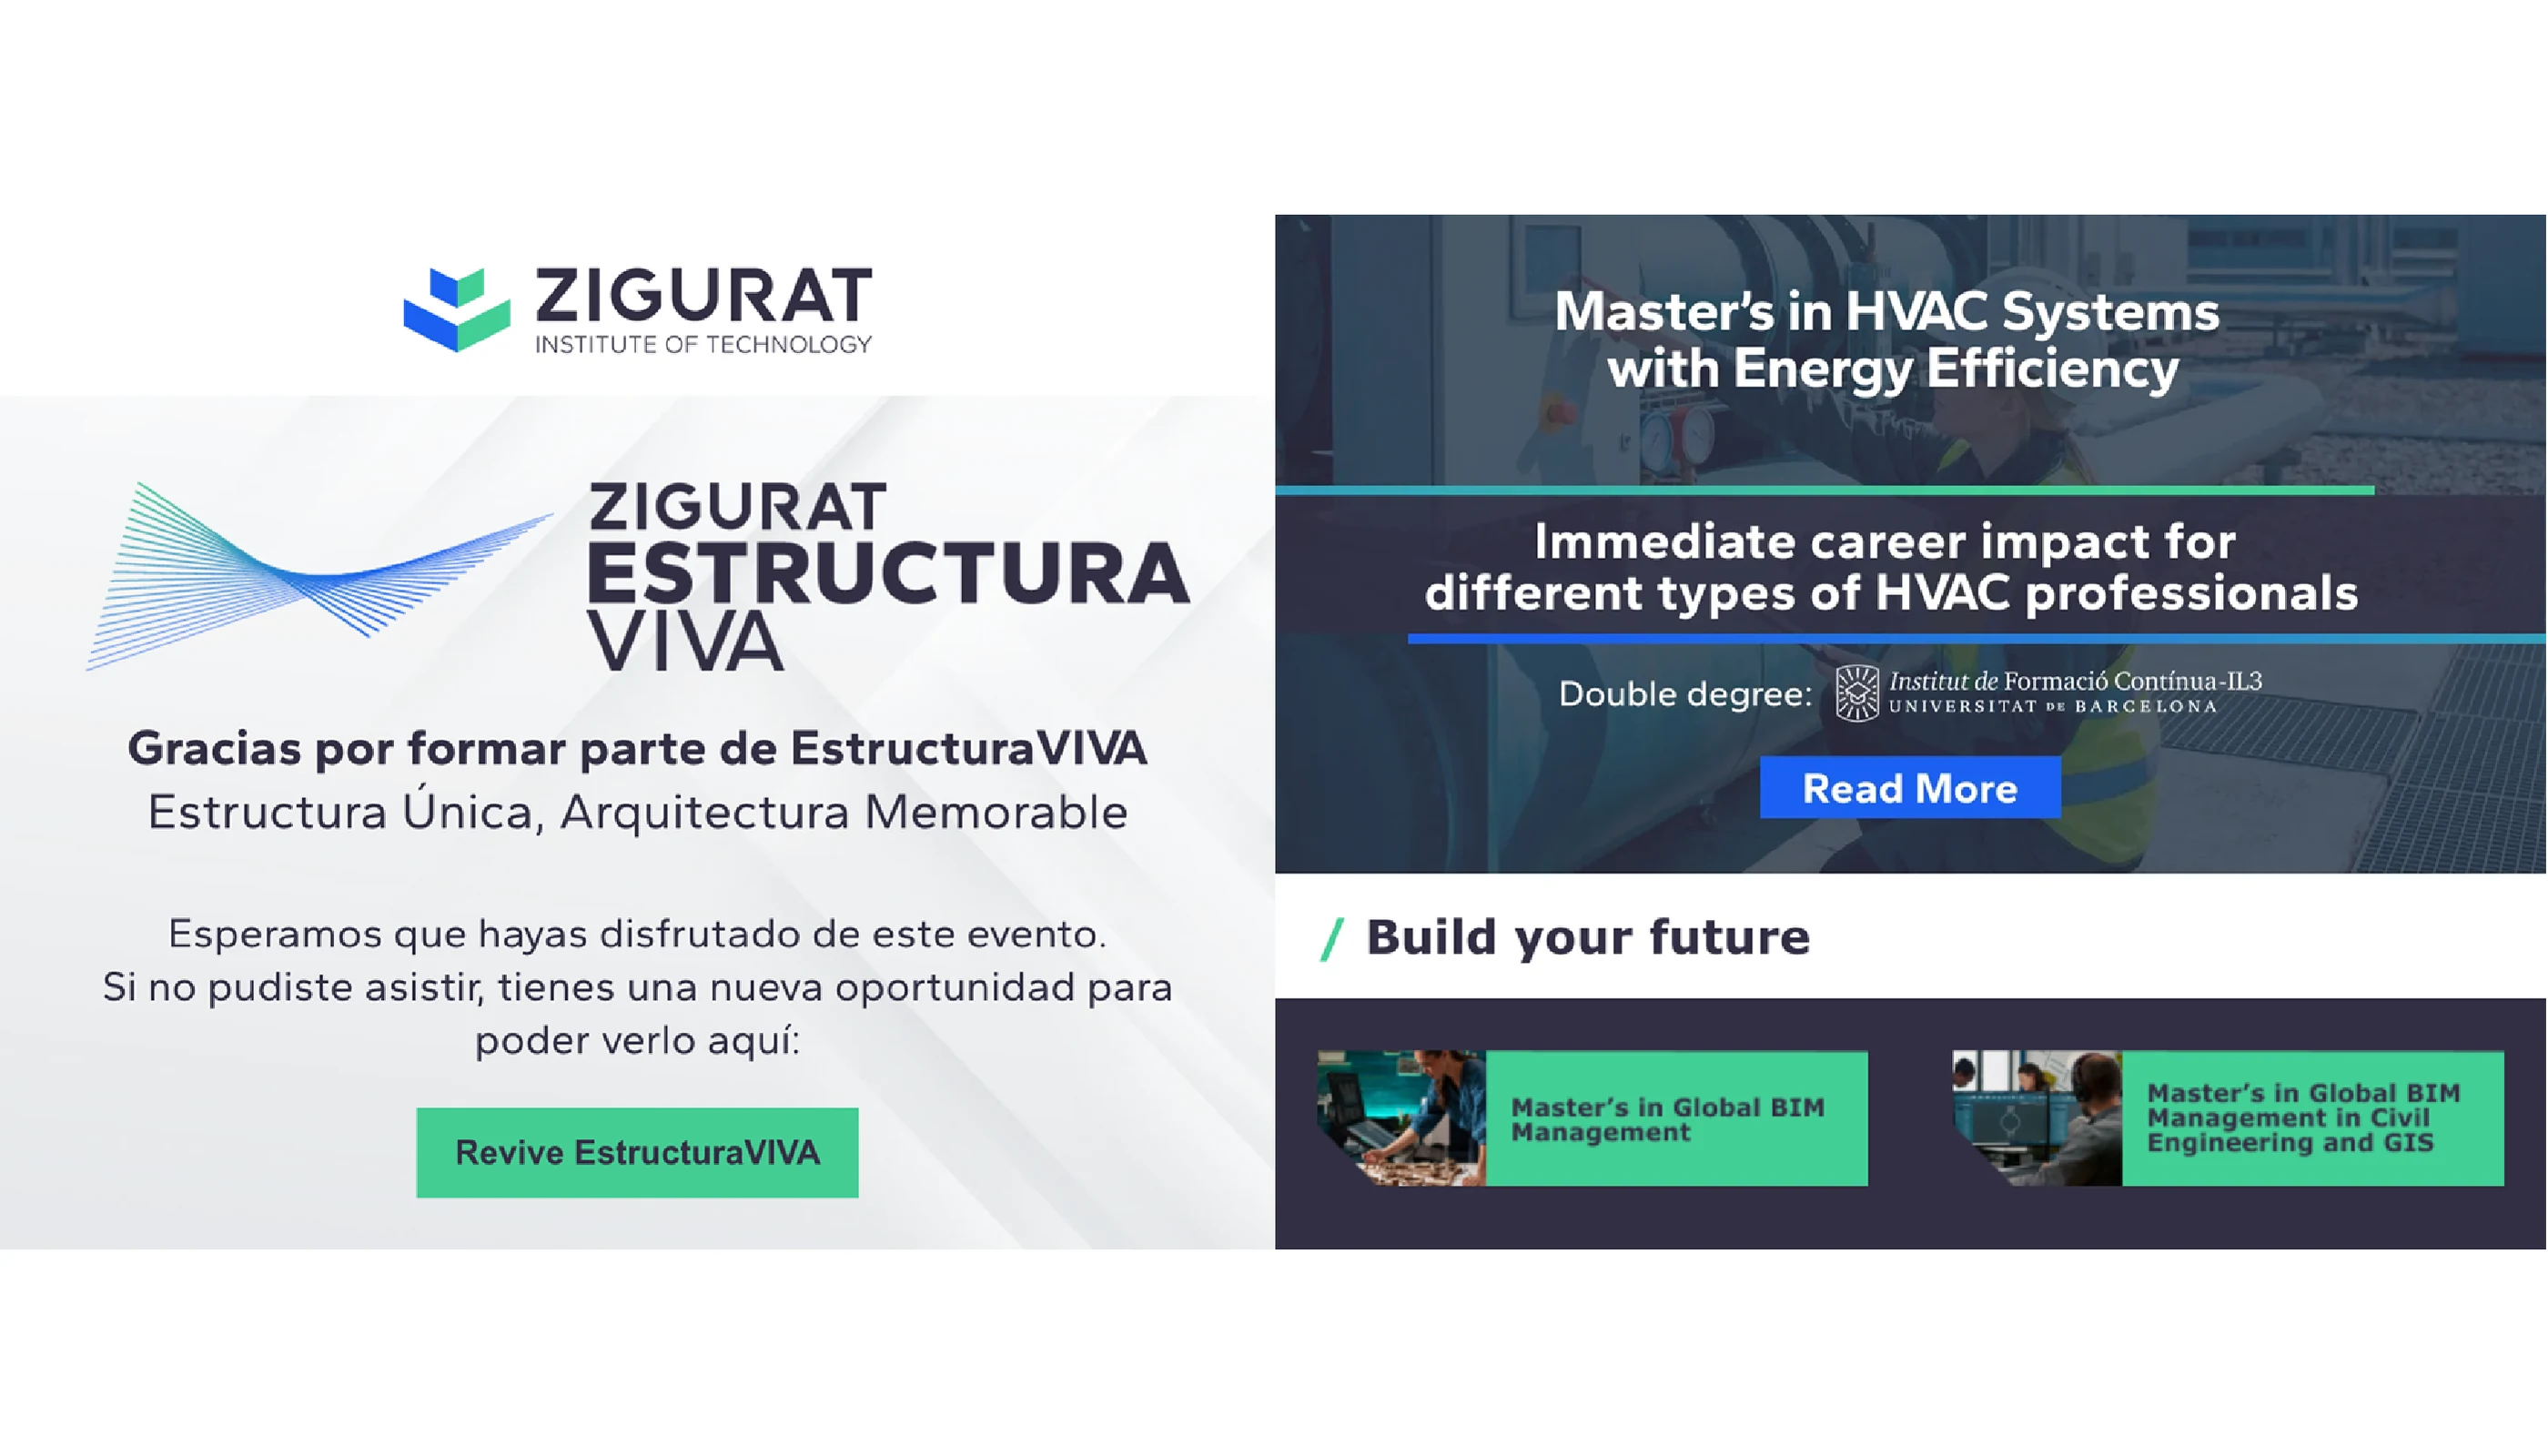 ZIGURAT
INSTITUTE OF TECHNOLOGY
ZIGURAT
ESTRUCTURA
VIVA
Gracias por formar parte de EstructuraVIVA
Estructura Única, Arquitectura Memorable
Esperamos que hayas disfrutado de este evento.
Si no pudiste asistir, tienes una nueva oportunidad para
poder verlo aquí:
Revive EstructuraVIVA
Master's in HVAC Systems
with Energy Efficiency
Immediate career impact for
different types of HVAC professionals
Double degree:
Institut de Formació Contínua-IL3
UNIVERSITAT DE BARCELONA
Read More
/ Build your future
Master's in Global BIM
Management
Master's in Global BIM
Management in Civil
Engineering and GIS